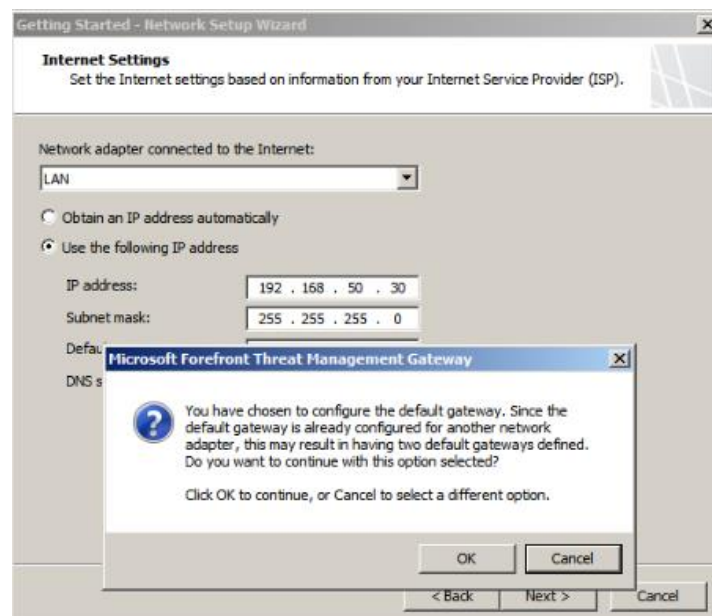 Getting Started - Network Setup Wizard
Internet Settings
Set the Internet settings based on information from your Internet Service Provider (ISP).
Network adapter connected to the Internet:
LAN
Obtain an IP address automatically
Use the following IP address
IP address:
192 . 168 . 50 . 30
Subnet mask:
255 . 255 . 255 . 0
Defau
DNS s
Microsoft Forefront Threat Management Gateway
You have chosen to configure the default gateway. Since the
default gateway is already configured for another network
adapter, this may result in having two default gateways defined.
Do you want to continue with this option selected?
Click OK to continue, or Cancel to select a different option.
OK
Cancel
< Back
Next >
Cancel